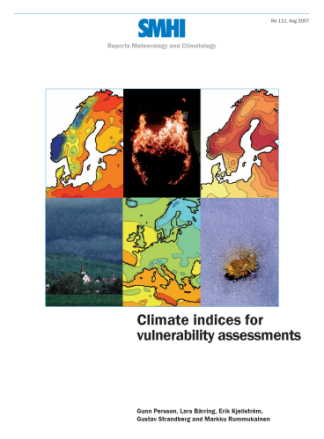 No 111, Aug 2007
SMHI
Reports Meteorology and Climatology
Climate indices for
vulnerability assessments
Gunn Persson, Lars Bärring, Erik Kjellström,
Gustav Strandberg and Markku Rummukainen